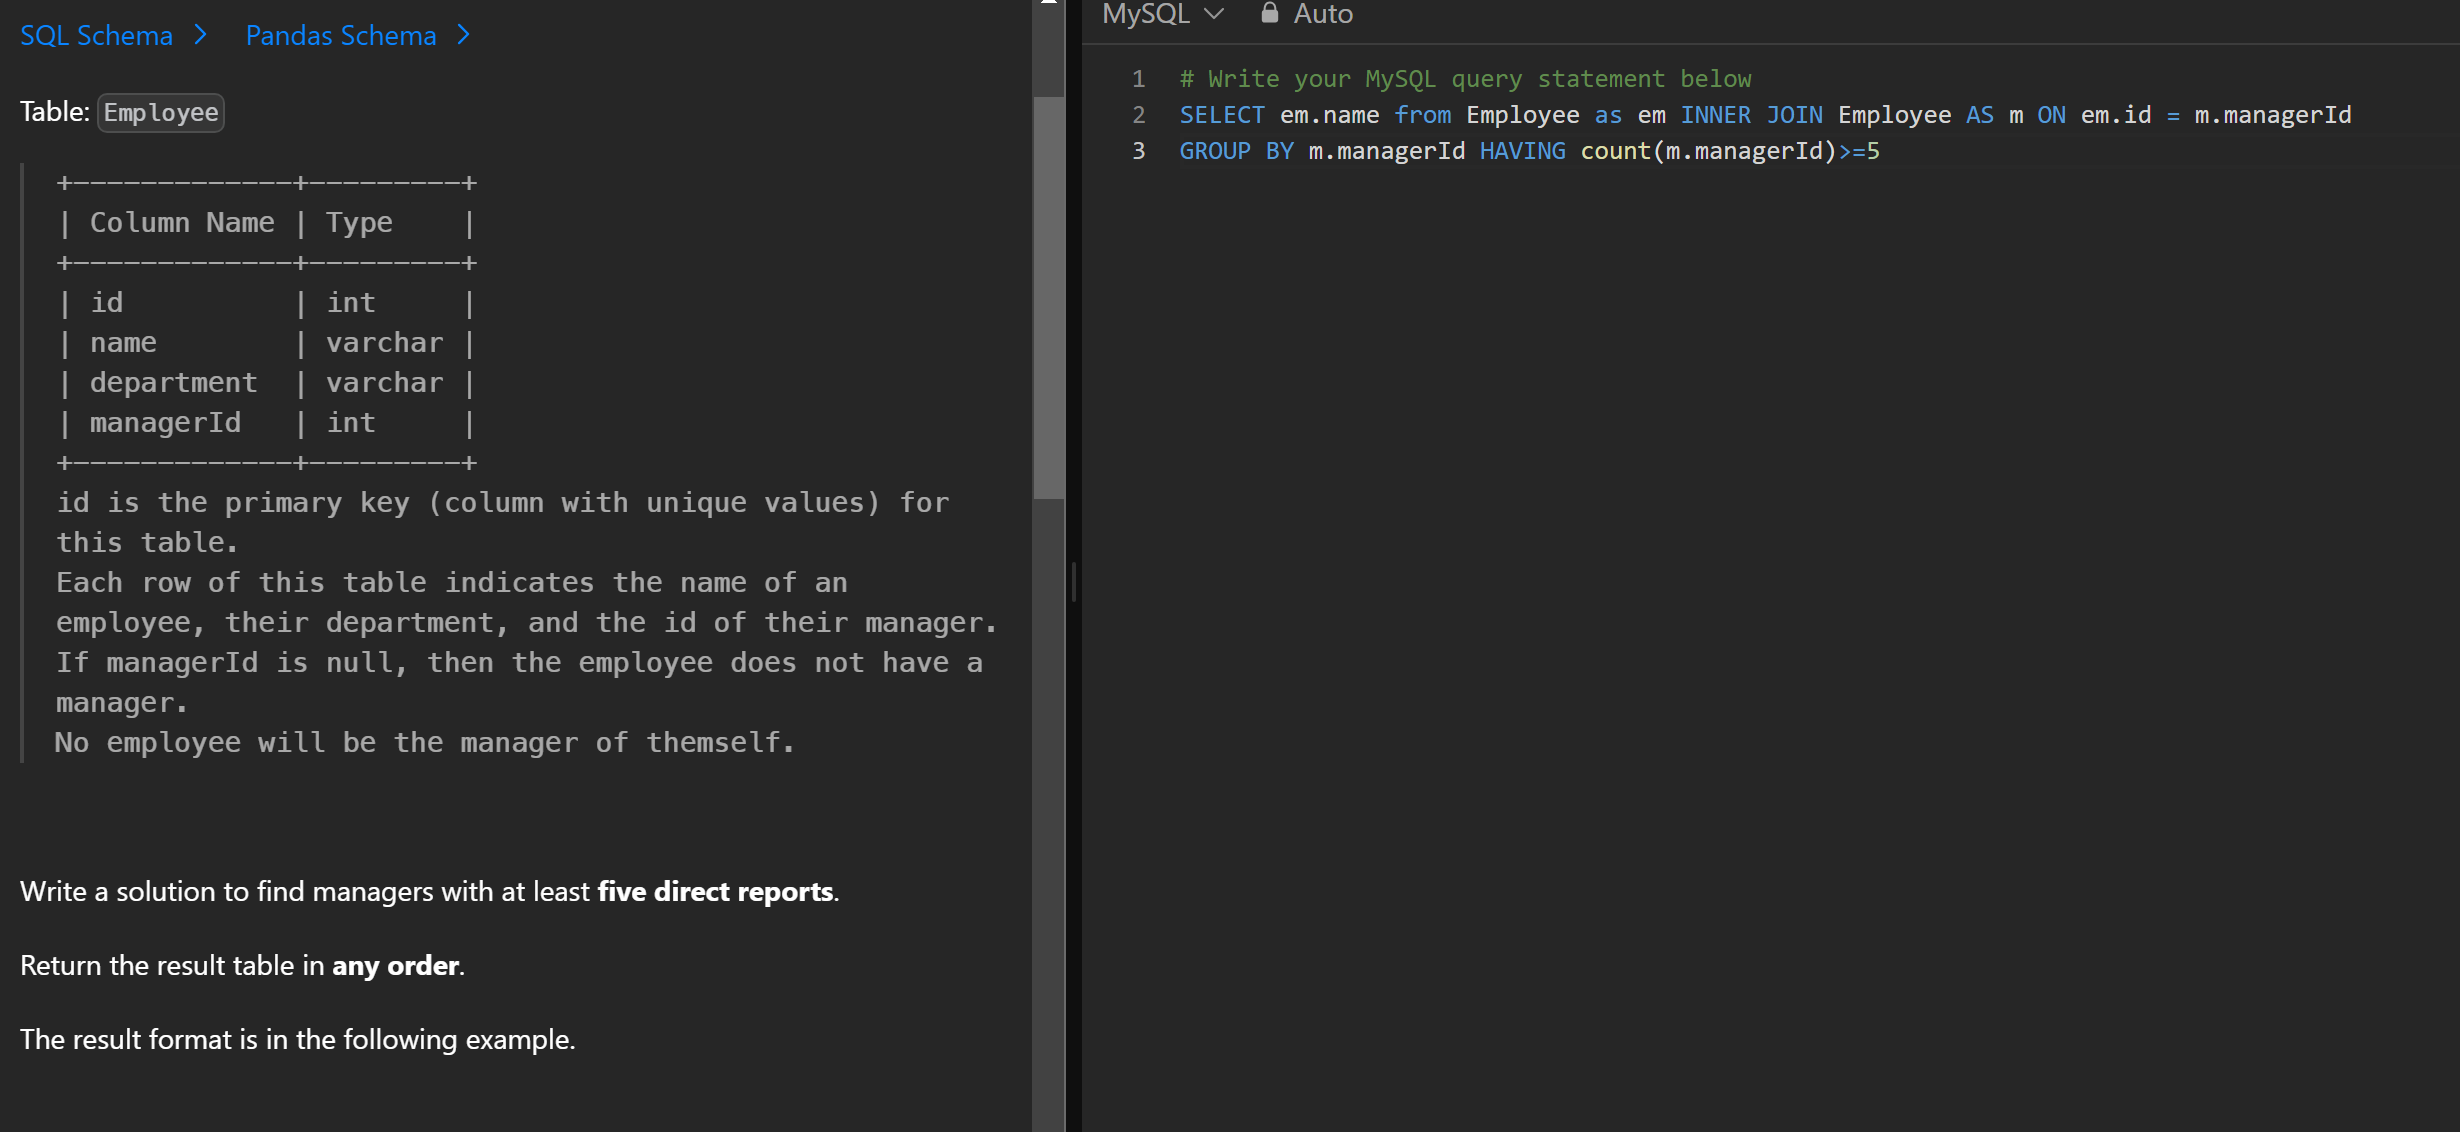 SQL Schema > Pandas Schema >
Table: Employee
+-------------+---------+
| Column Name | Type    |
+-------------+---------+
| id          | int     |
| name        | varchar |
| department  | varchar |
| managerId   | int     |
+-------------+---------+
id is the primary key (column with unique values) for
this table.
Each row of this table indicates the name of an
employee, their department, and the id of their manager.
If managerId is null, then the employee does not have a
manager.
No employee will be the manager of themself.
Write a solution to find managers with at least five direct reports.
Return the result table in any order.
The result format is in the following example.
MySQL Auto
1 # Write your MySQL query statement below
2 SELECT em.name from Employee as em INNER JOIN Employee AS m ON em.id = m.managerId
3 GROUP BY m.managerId HAVING count(m.managerId)>=5